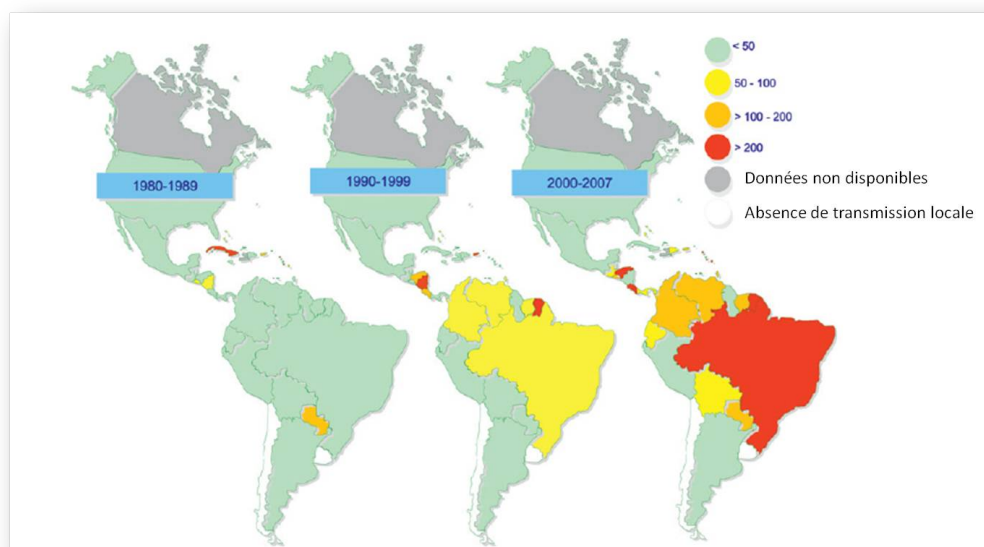 < 50
50 - 100
> 100 - 200
> 200
Données non disponibles
Absence de transmission locale
1980-1989
1990-1999
2000-2007